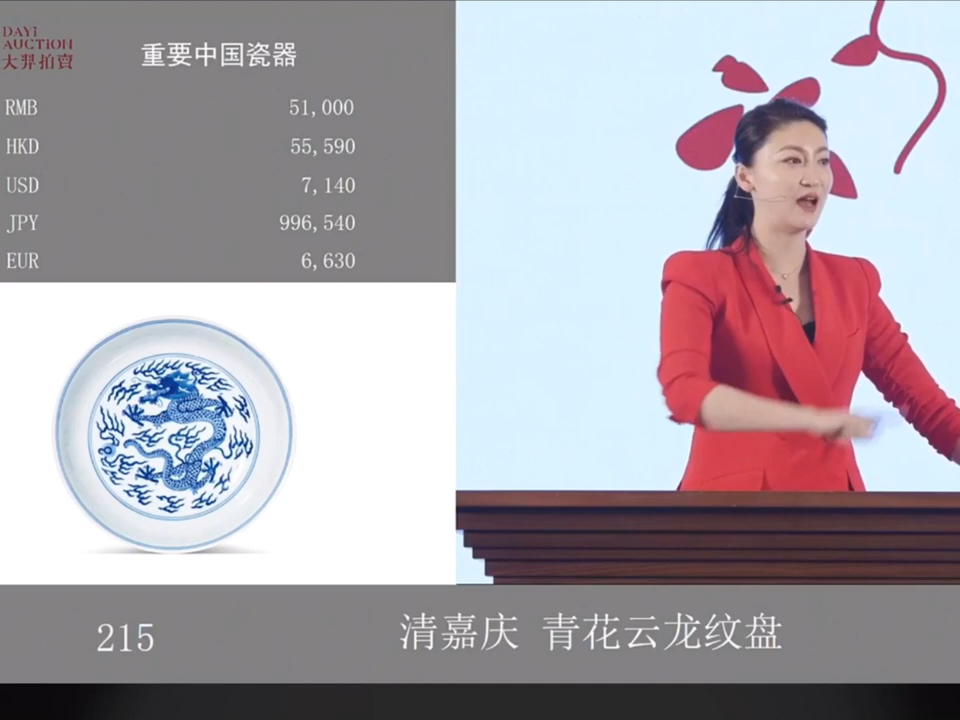 DAYI
AUCTION
大羿拍賣
重要中国瓷器
RMB 51,000
HKD 55,590
USD 7,140
JPY 996,540
EUR 6,630
215 清嘉庆 青花云龙纹盘